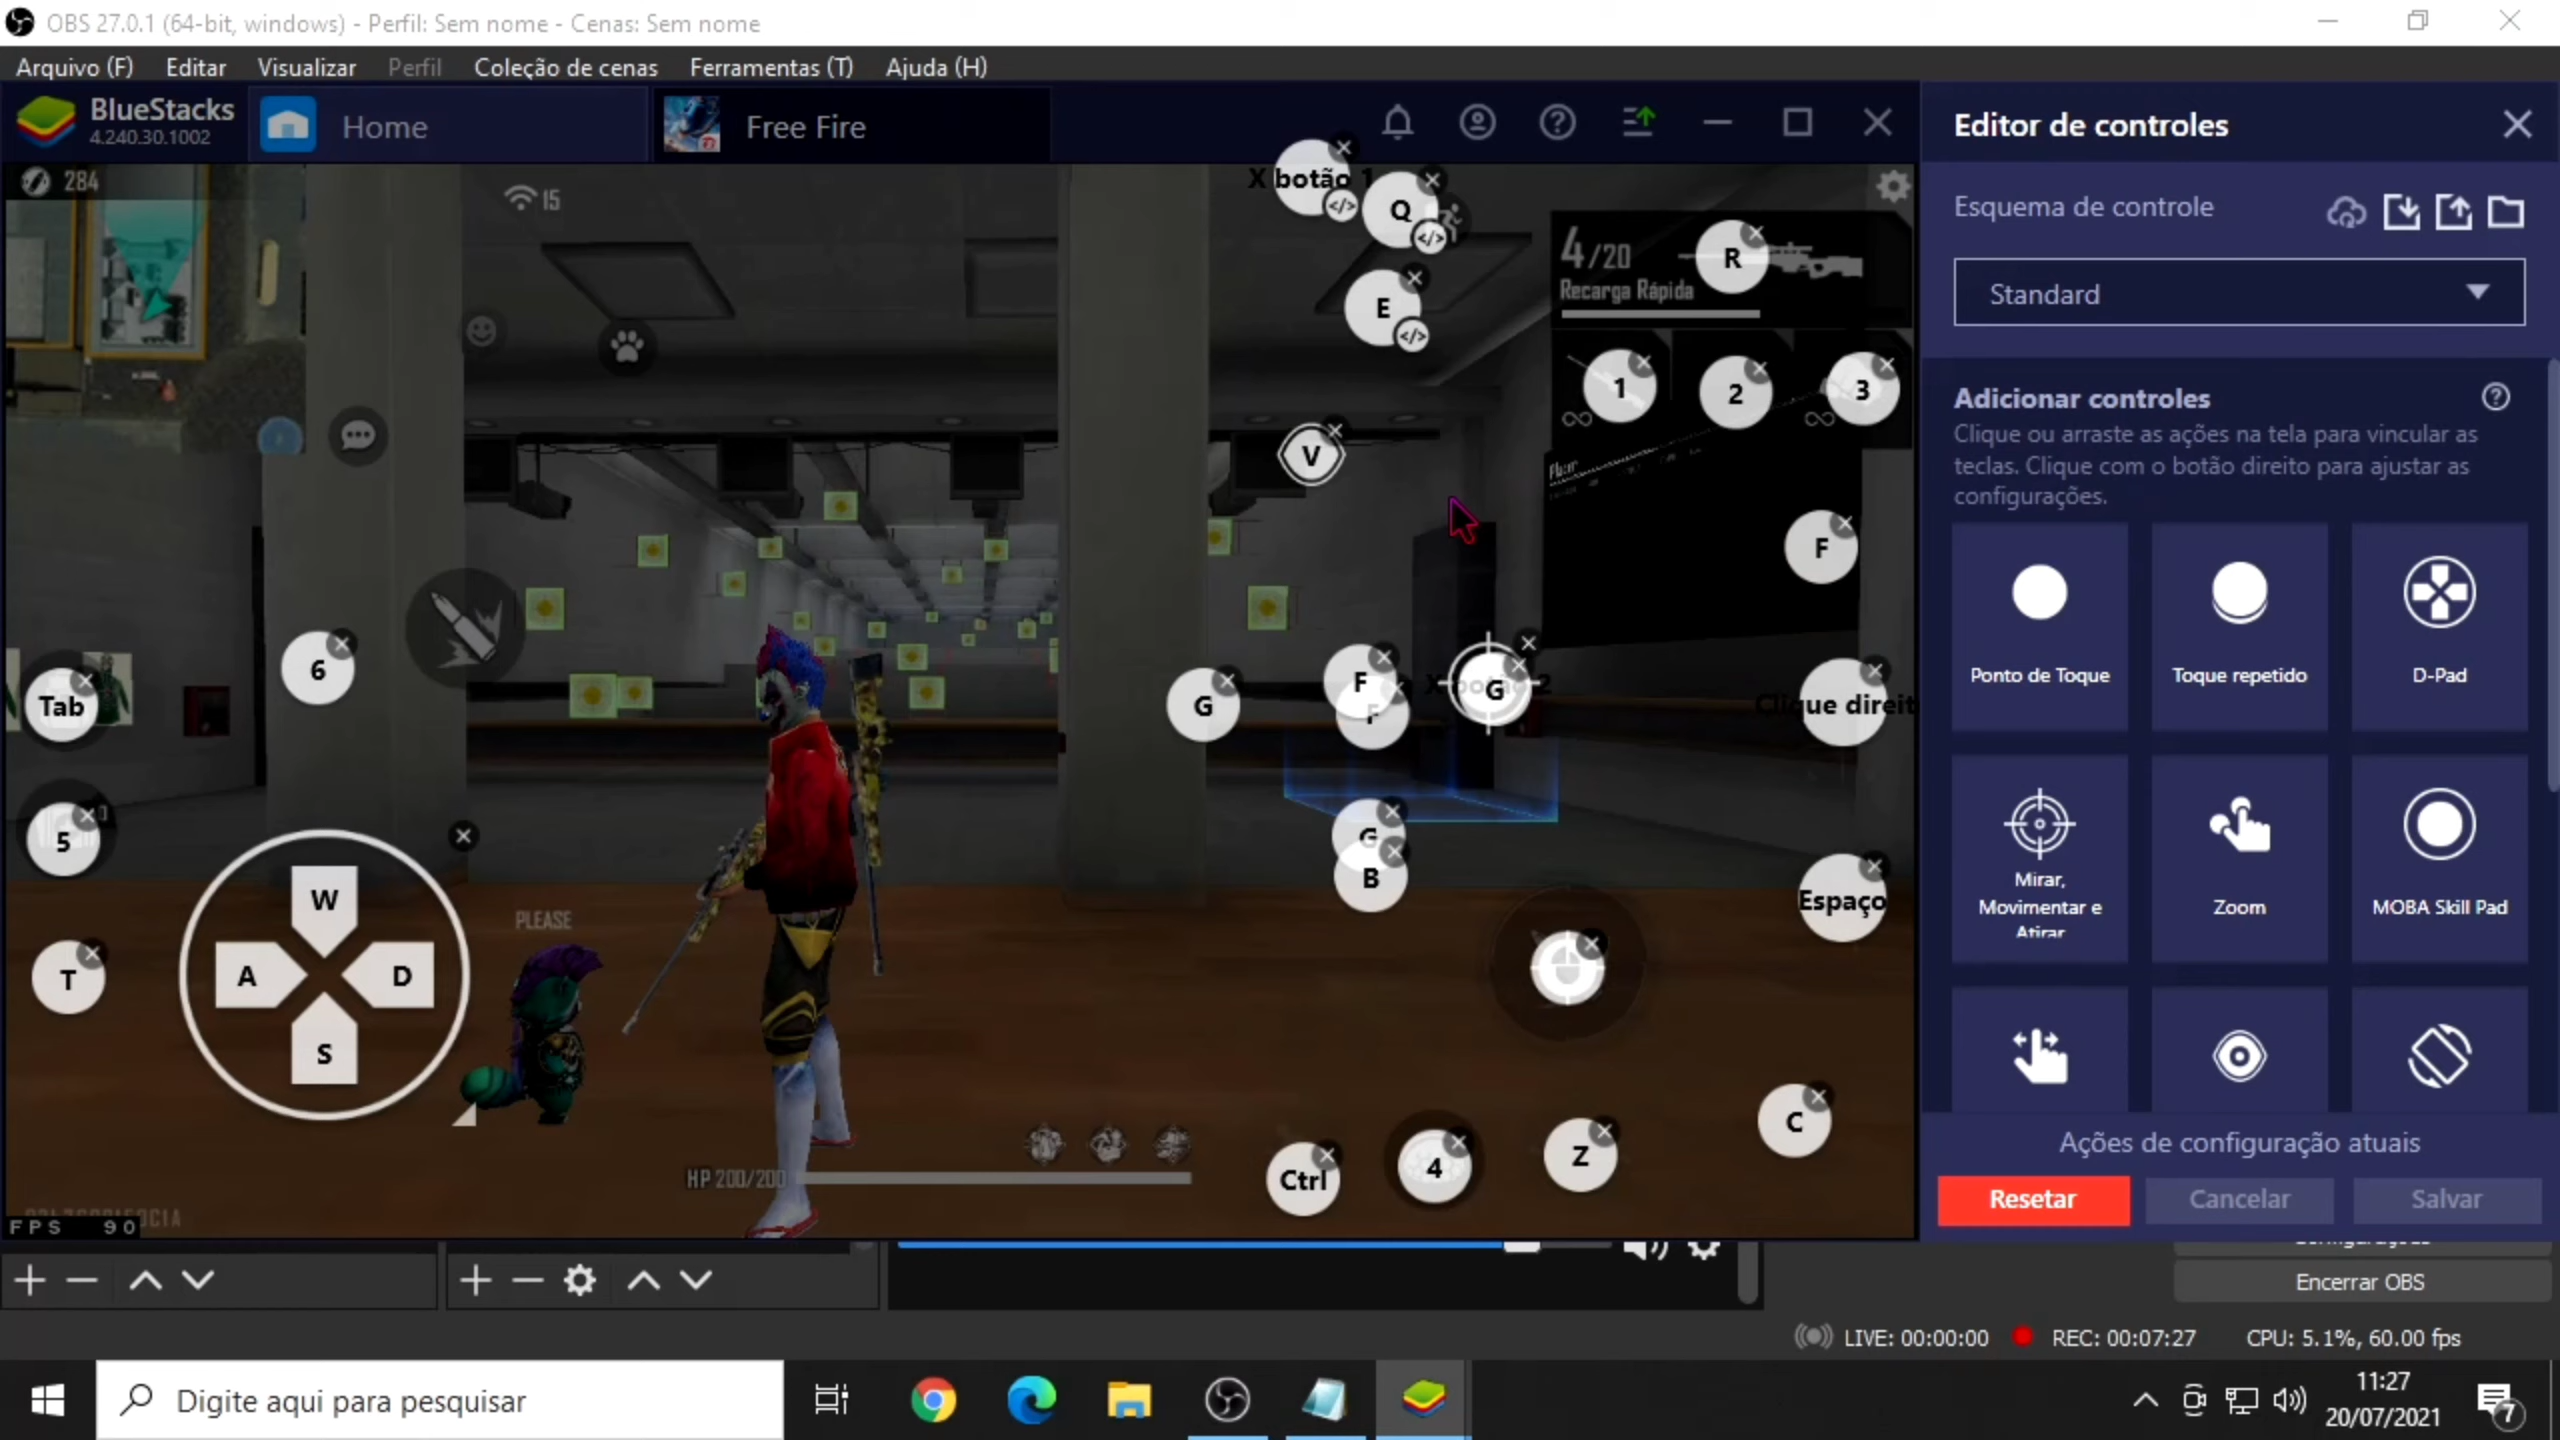 OBS 27.0.1 (64-bit, windows) - Perfil: Sem nome - Cenas: Sem nome
Arquivo (F) Editar Visualizar Perfil Coleção de cenas Ferramentas (T) Ajuda (H)
BlueStacks
4.240.30.1002
Home
Free Fire
Editor de controles
284
15
X botão 1
Q
E
4/20
R
Recarga Rápida
1
2
3
V
F
Esquema de controle
Standard
Adicionar controles
Clique ou arraste as ações na tela para vincular as
teclas. Clique com o botão direito para ajustar as
configurações.
Ponto de Toque
Toque repetido
D-Pad
Mirar,
Movimentar e
Atirar
Zoom
MOBA Skill Pad
6
Tab
G
F
F
G
Clique direit
5
G
B
Espaço
W
A
D
S
T
PLEASE
C
Ctrl
4
Z
HP 200/200
FPS 90
Ações de configuração atuais
Resetar
Cancelar
Salvar
Encerrar OBS
LIVE: 00:00:00
REC: 00:07:27
CPU: 5.1%, 60.00 fps
Digite aqui para pesquisar
11:27
20/07/2021
7